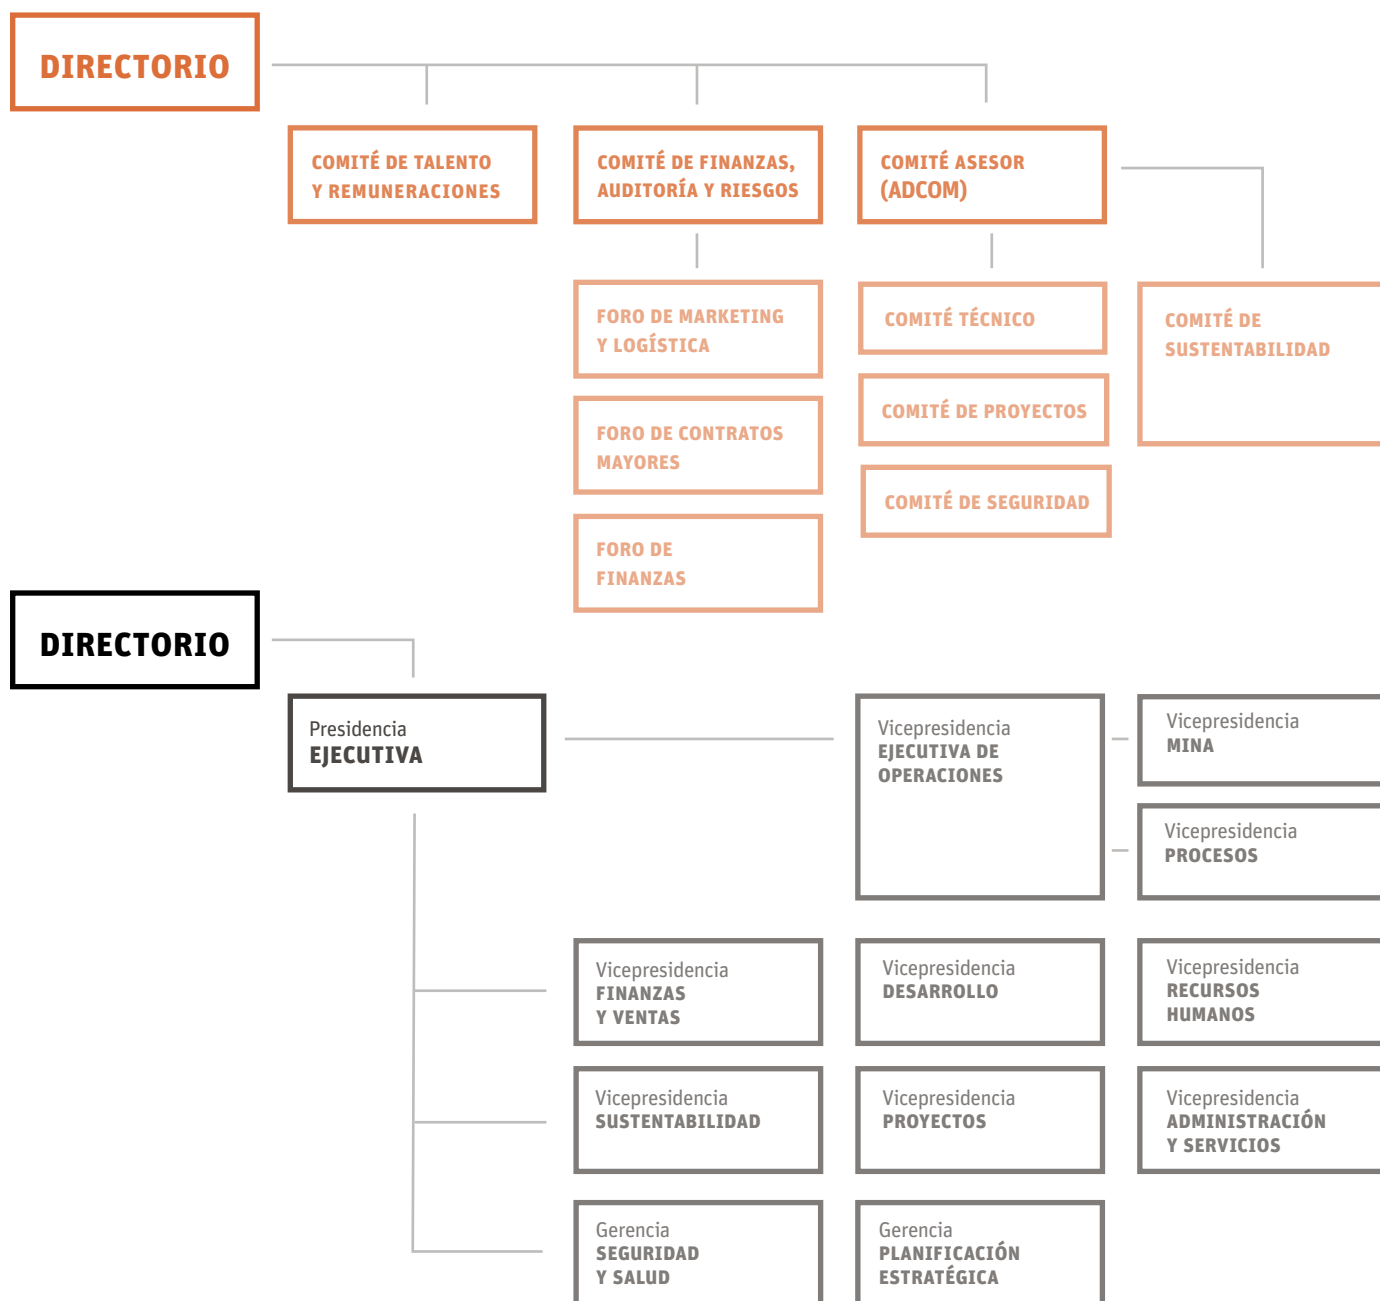 DIRECTORIO
COMITÉ DE TALENTO
Y REMUNERACIONES
COMITÉ DE FINANZAS,
AUDITORÍA Y RIESGOS
COMITÉ ASESOR
(ADCOM)
FORO DE MARKETING
Y LOGÍSTICA
FORO DE CONTRATOS
MAYORES
FORO DE
FINANZAS
COMITÉ TÉCNICO
COMITÉ DE PROYECTOS
COMITÉ DE SEGURIDAD
COMITÉ DE
SUSTENTABILIDAD
DIRECTORIO
Presidencia
EJECUTIVA
Vicepresidencia
EJECUTIVA DE
OPERACIONES
Vicepresidencia
MINA
Vicepresidencia
PROCESOS
Vicepresidencia
FINANZAS
Y VENTAS
Vicepresidencia
DESARROLLO
Vicepresidencia
RECURSOS
HUMANOS
Vicepresidencia
SUSTENTABILIDAD
Vicepresidencia
PROYECTOS
Vicepresidencia
ADMINISTRACIÓN
Y SERVICIOS
Gerencia
SEGURIDAD
Y SALUD
Gerencia
PLANIFICACIÓN
ESTRATÉGICA